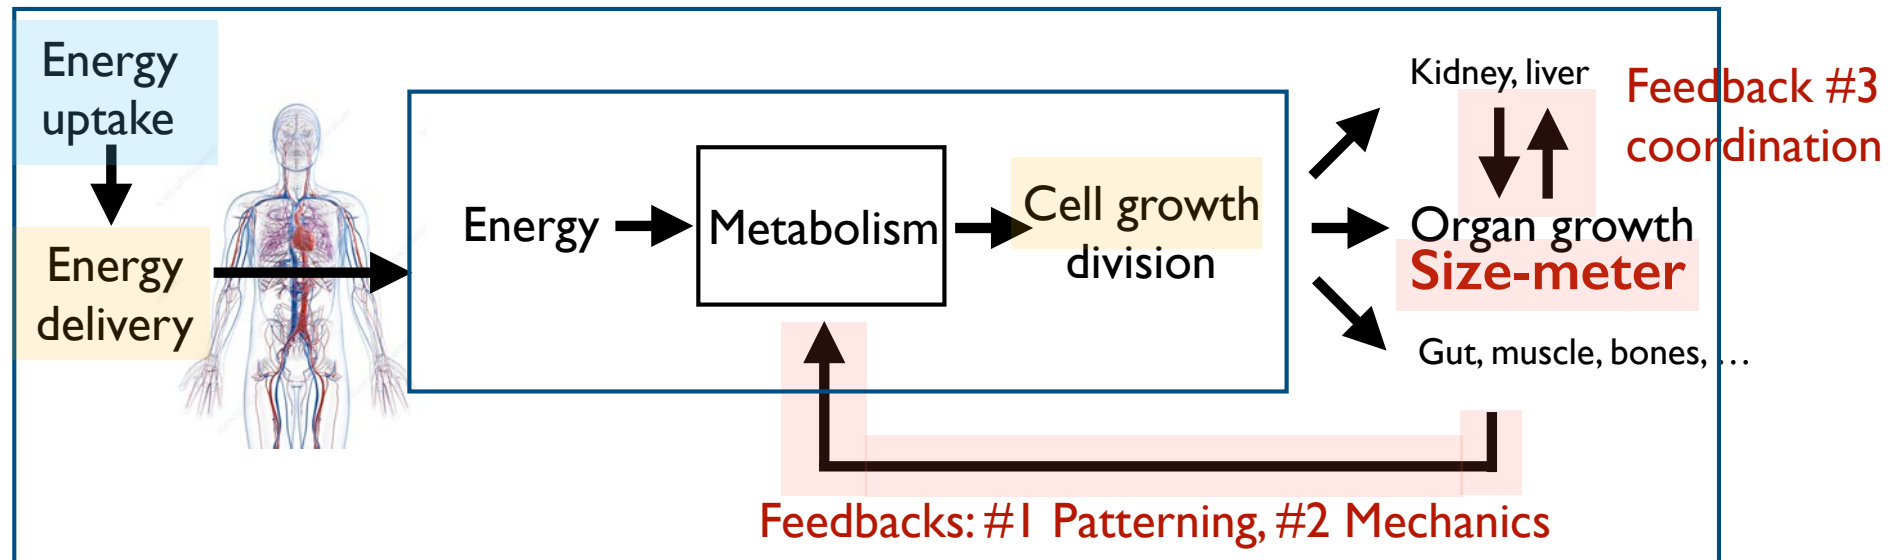 Energy
uptake
Energy
delivery
Energy
Metabolism
Cell growth
division
Kidney, liver
Feedback #3
coordination
Organ growth
Size-meter
Gut, muscle, bones, …
Feedbacks: #1 Patterning, #2 Mechanics